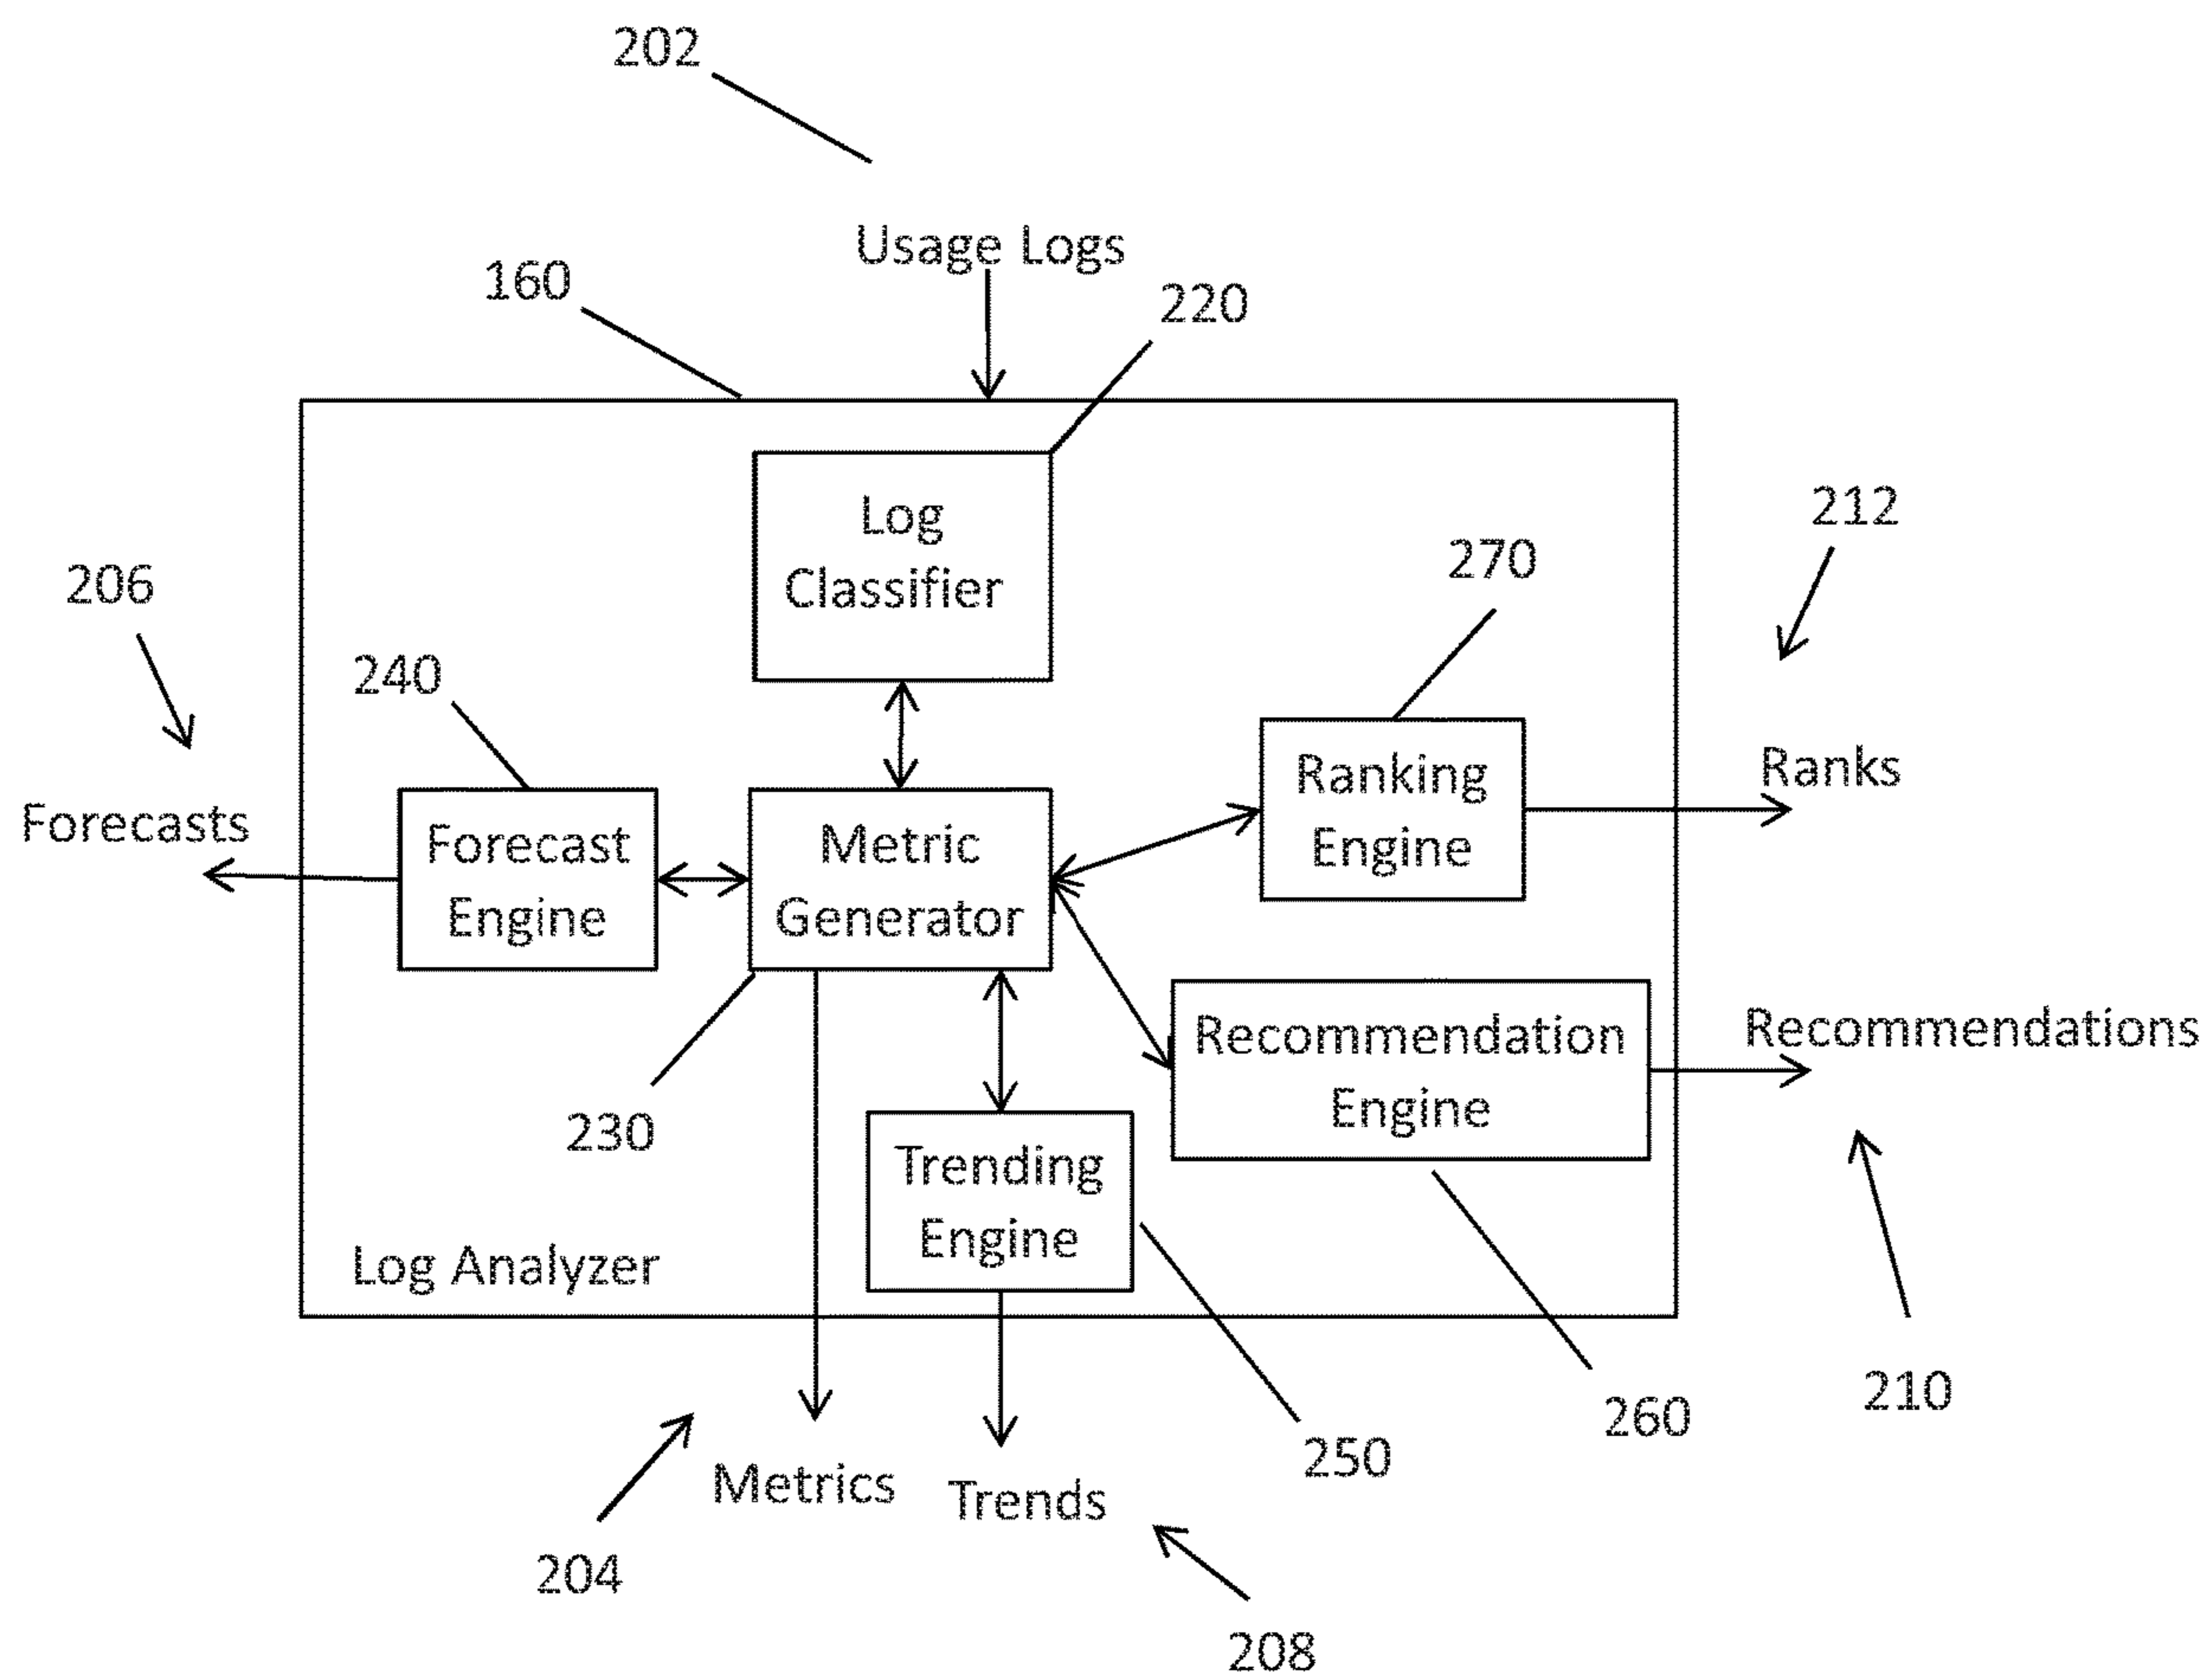 202
Usage Logs
160
220
Log
Classifier
212
270
206
240
Ranks
Ranking
Engine
Forecasts
Forecast
Engine
Metric
Generator
Recommendations
Recommendation
Engine
230
Trending
Engine
Log Analyzer
210
260
250
Metrics
Trends
204
208